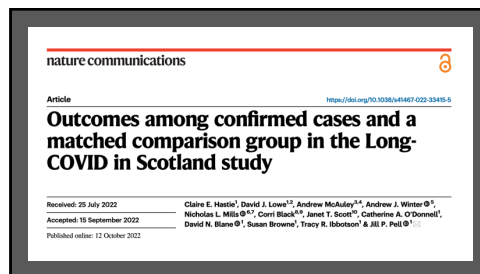 nature communications
Article
https://doi.org/10.1038/s41467-022-33415-5
Outcomes among confirmed cases and a
matched comparison group in the Long-
COVID in Scotland study
Received: 25 July 2022
Accepted: 15 September 2022
Published online: 12 October 2022
Claire E. Hastie1, David J. Lowe1,2, Andrew McAuley3,4, Andrew J. Winter5,
Nicholas L. Mills6,7, Corri Black8,9, Janet T. Scott10, Catherine A. O'Donnell1,
David N. Blane1, Susan Browne1, Tracy R. Ibbotson1 & Jill P. Pell1